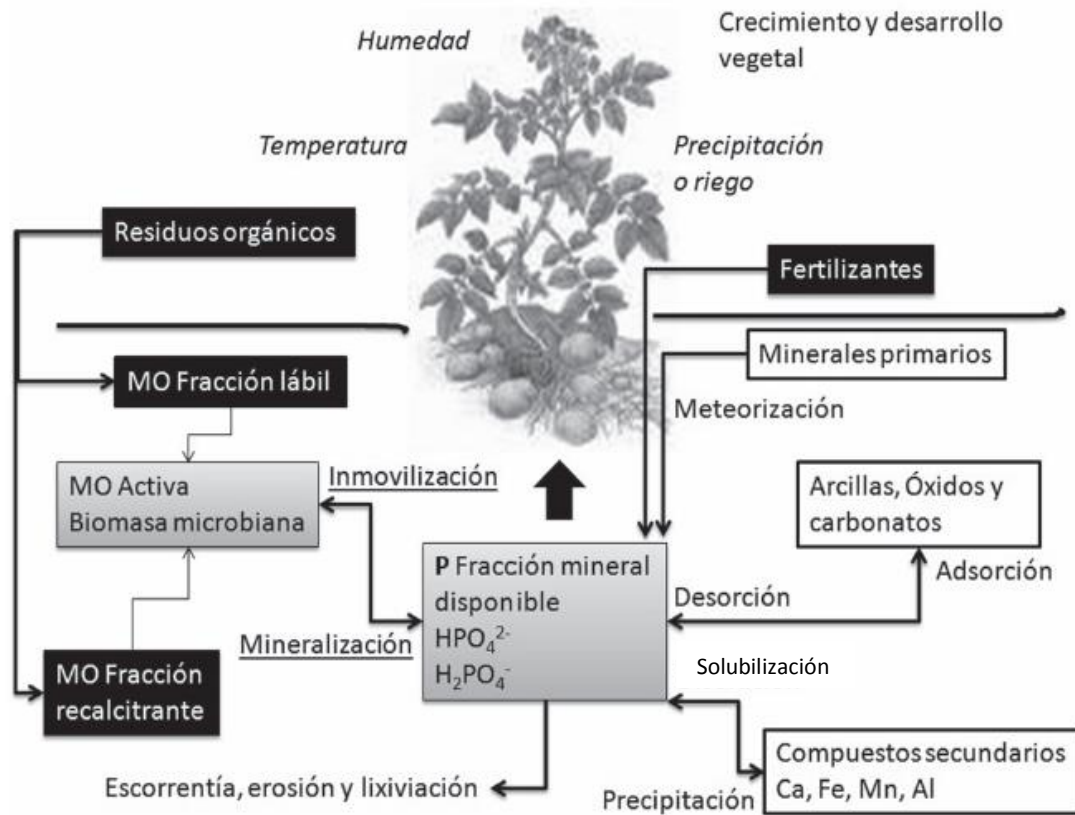 Humedad
Crecimiento y desarrollo
vegetal
Temperatura
Precipitación
o riego
Residuos orgánicos
Fertilizantes
MO Fracción lábil
Minerales primarios
Meteorización
MO Activa
Biomasa microbiana
Inmovilización
Arcillas, Óxidos y
carbonatos
Adsorción
P Fracción mineral
disponible
HPO₄²⁻
H₂PO₄⁻
Desorción
Mineralización
MO Fracción
recalcitrante
Solubilización
Escorrentía, erosión y lixiviación
Precipitación
Compuestos secundarios
Ca, Fe, Mn, Al